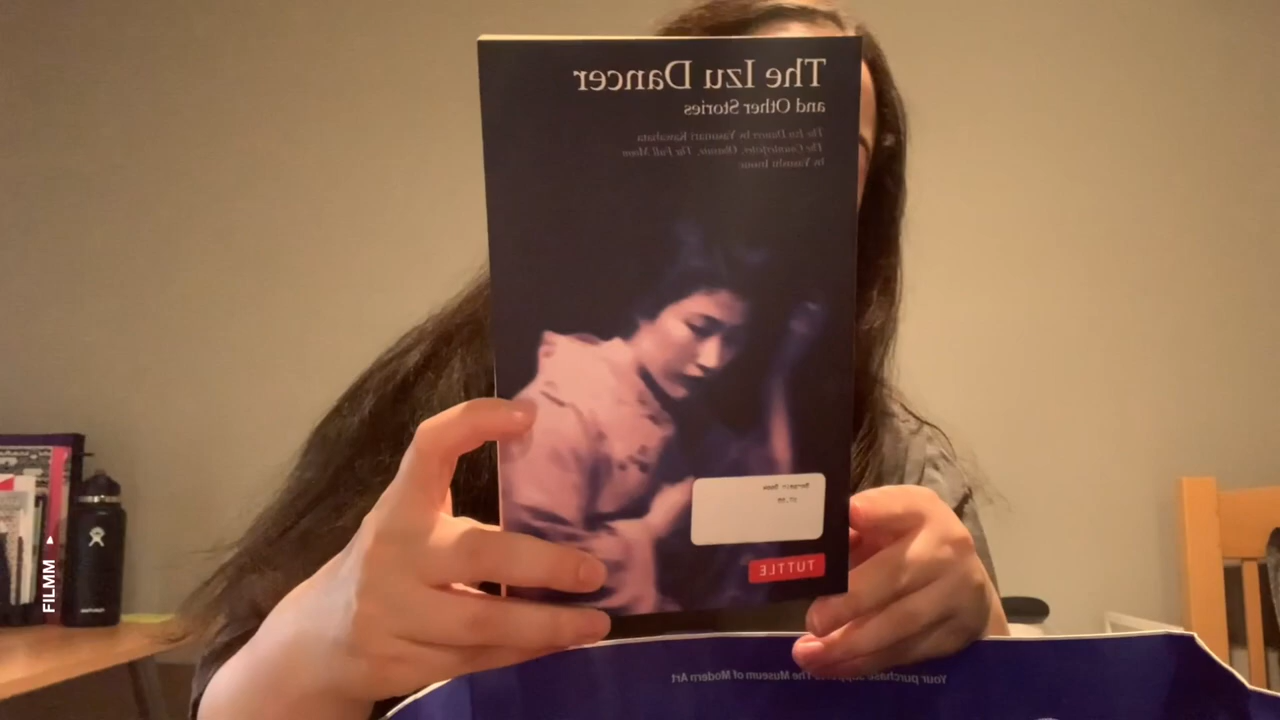 The Izu Dancer
and Other Stories
The Izu Dancer by Yasunari Kawabata
The Counterfeiter, Obasute, The Full Moon
by Yasushi Inoue
TUTTLE
Your purchase supports The Museum of Modern Art
FILMM